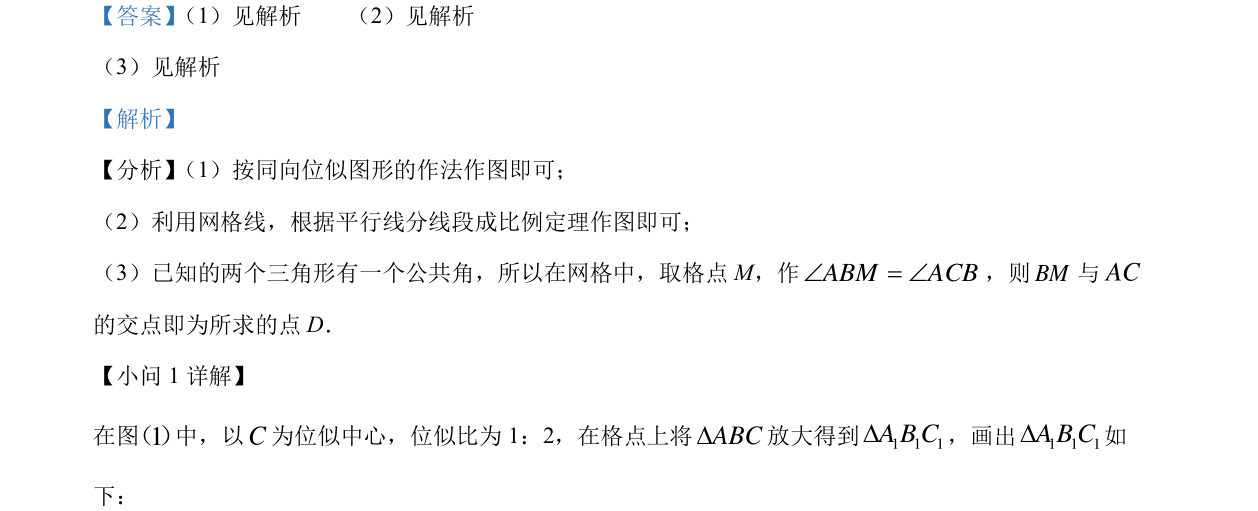 【答案】（1）见解析 （2）见解析
（3）见解析
【解析】
【分析】（1）按同向位似图形的作法作图即可；
（2）利用网格线，根据平行线分线段成比例定理作图即可；
（3）已知的两个三角形有一个公共角，所以在网格中，取格点 M，作∠ABM = ∠ACB，则 BM 与 AC
的交点即为所求的点 D．
【小问 1 详解】
在图(1)中，以 C 为位似中心，位似比为 1：2，在格点上将 ΔABC 放大得到 ΔA₁B₁C₁，画出 ΔA₁B₁C₁ 如
下：